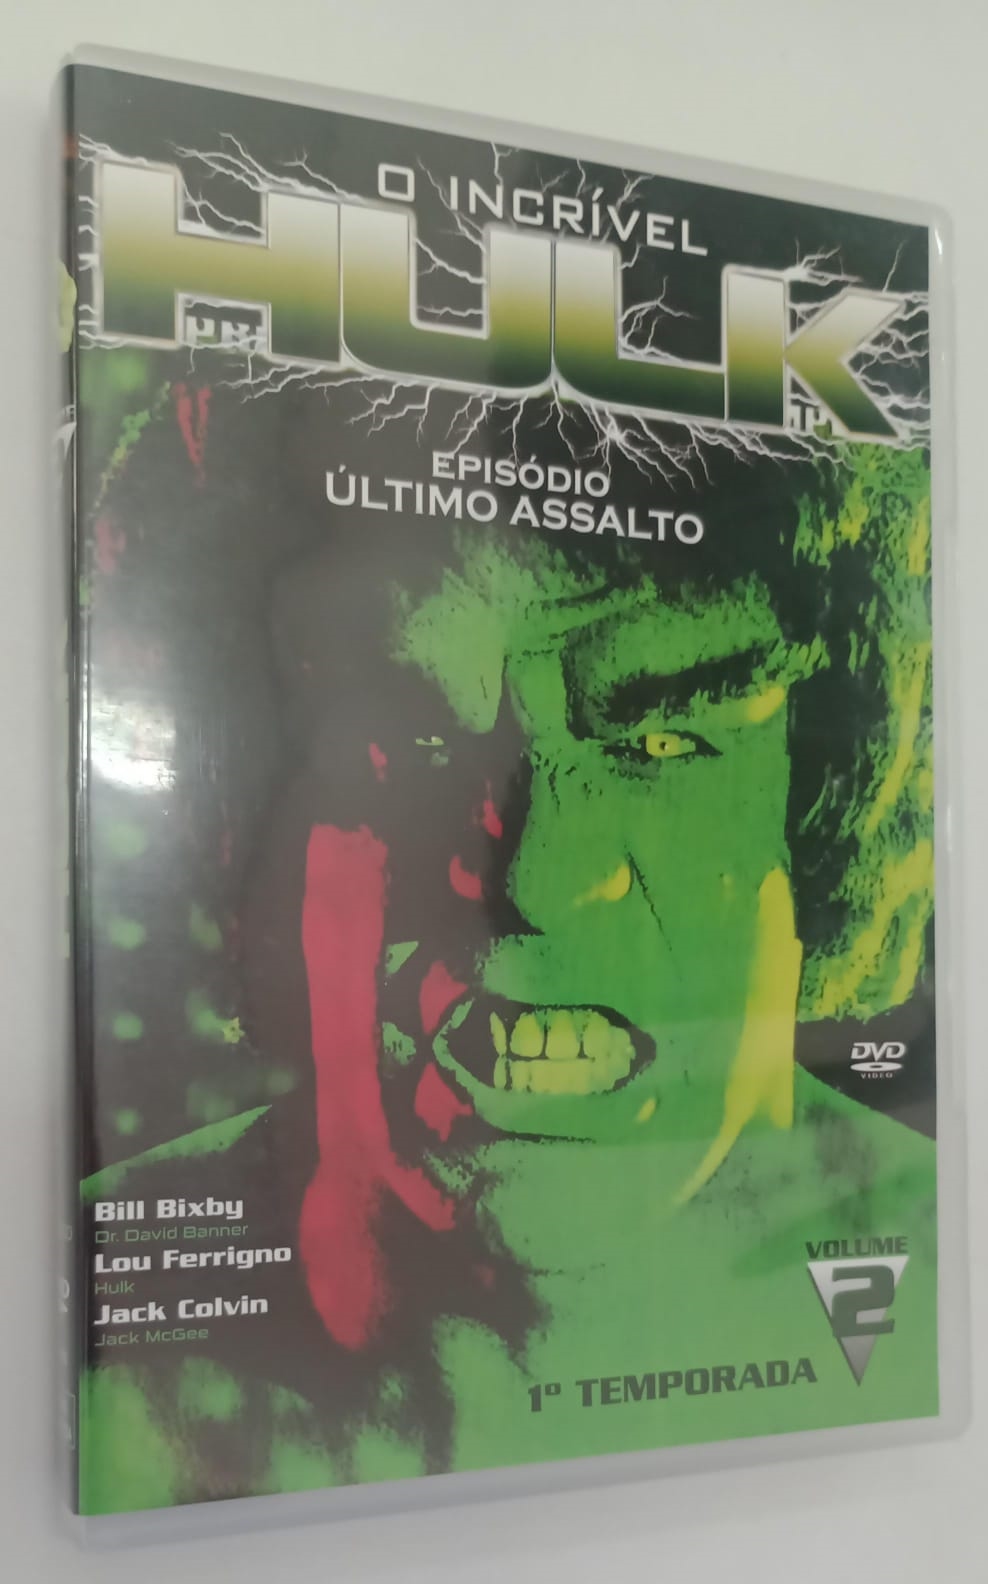 O INCRÍVEL
HULK
EPISÓDIO
ÚLTIMO ASSALTO
DVD
VIDEO
Bill Bixby
Dr. David Banner
Lou Ferrigno
Hulk
Jack Colvin
Jack McGee
VOLUME
2
1º TEMPORADA